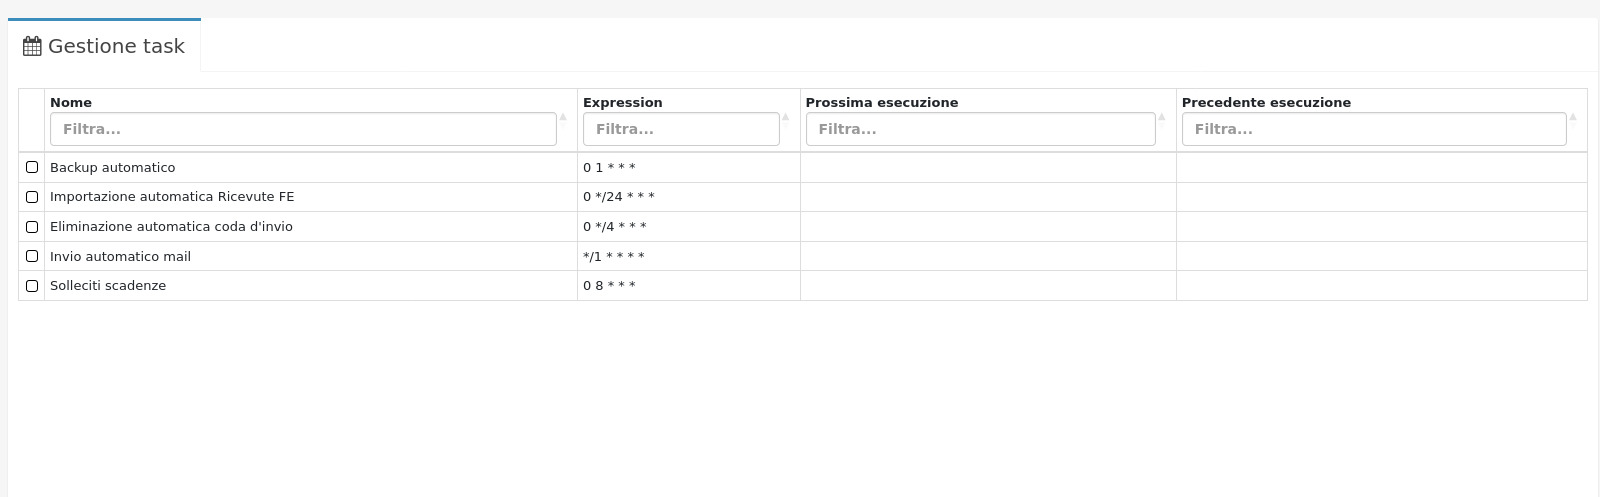 Gestione task
Nome Expression Prossima esecuzione Precedente esecuzione
Filtra... Filtra... Filtra... Filtra...
Backup automatico 0 1 * * *
Importazione automatica Ricevute FE 0 */24 * * *
Eliminazione automatica coda d'invio 0 */4 * * *
Invio automatico mail */1 * * * *
Solleciti scadenze 0 8 * * *